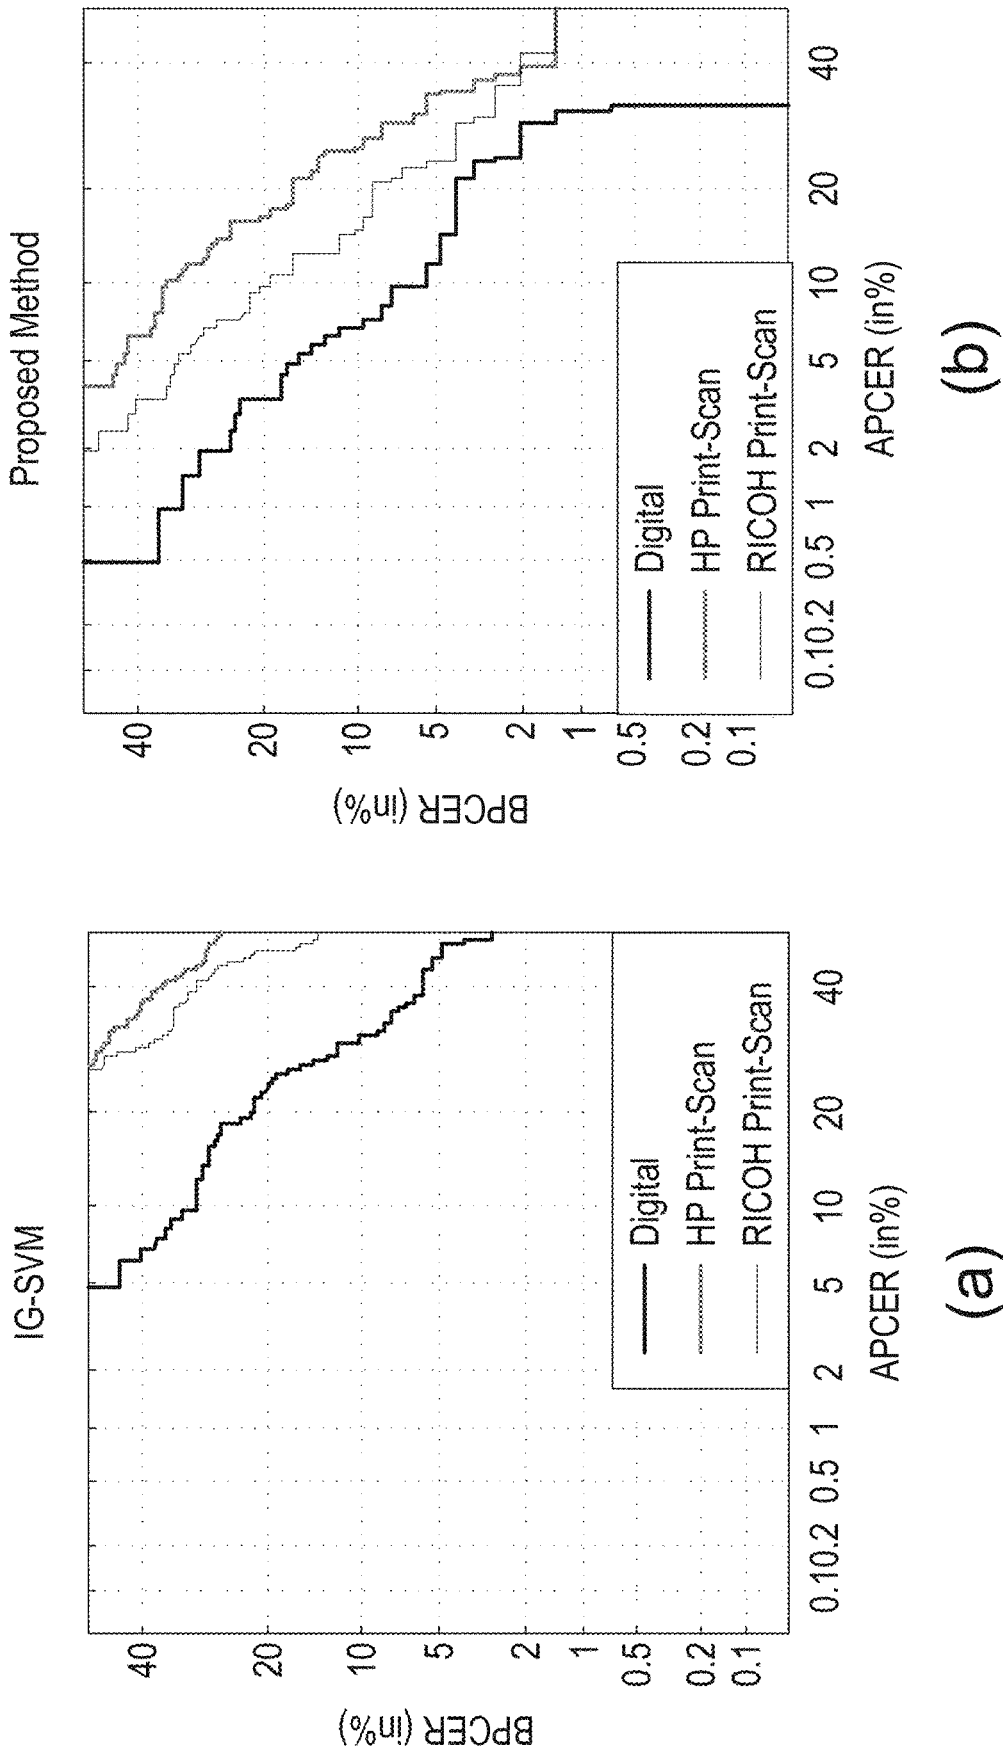 IG-SVM
BPCER (in%)
40
20
10
5
2
1
0.5
0.2
0.1
Digital
HP Print-Scan
RICOH Print-Scan
0.10.2 0.5 1 2 5 10 20 40
APCER (in%)
(a)
Proposed Method
BPCER (in%)
40
20
10
5
2
1
0.5
0.2
0.1
Digital
HP Print-Scan
RICOH Print-Scan
0.10.2 0.5 1 2 5 10 20 40
APCER (in%)
(b)